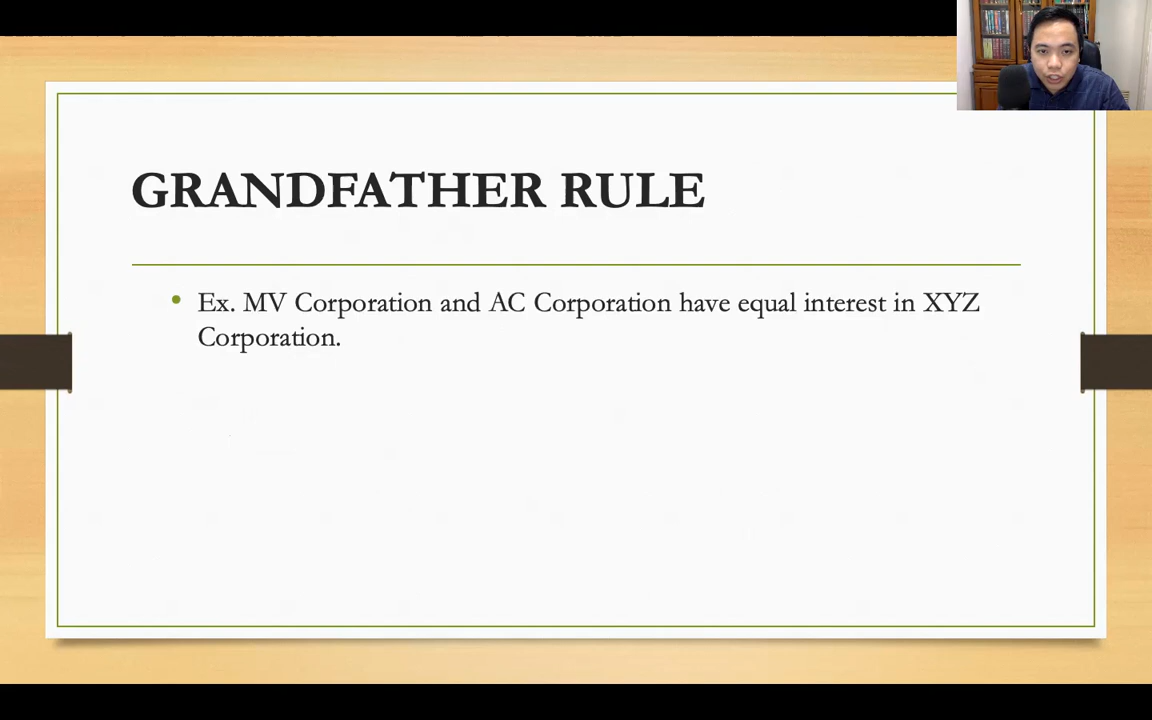 GRANDFATHER RULE
• Ex. MV Corporation and AC Corporation have equal interest in XYZ
Corporation.